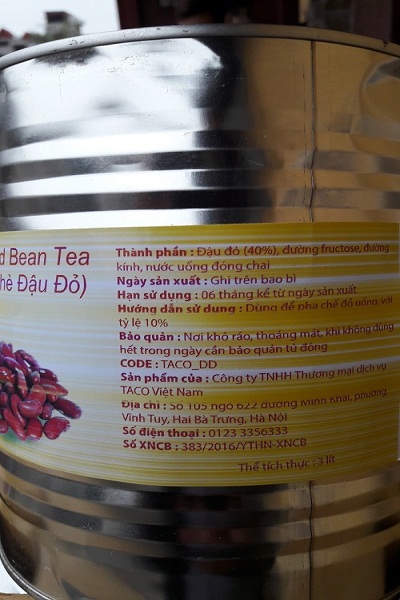 d Bean Tea
hè Đậu Đỏ)
Thành phần : Đậu đỏ (40%), đường fructose, đường
kính, nước uống đóng chai
Ngày sản xuất : Ghi trên bao bì
Hạn sử dụng : 06 tháng kể từ ngày sản xuất
Hướng dẫn sử dụng : Dùng để pha chế đồ uống với
tỷ lệ 10%
Bảo quản : Nơi khô ráo, thoáng mát, khi không dùng
hết trong ngày cần bảo quản tủ đông
CODE : TACO_DD
Sản phẩm của : Công ty TNHH Thương mại dịch vụ
TACO Việt Nam
Địa chỉ : Số 105 ngõ 622 đường Minh Khai, phường
Vĩnh Tuy, Hai Bà Trưng, Hà Nội
Số điện thoại : 0123 3356333
Số XNCB : 383/2016/YTHN-XNCB
Thể tích thực : 3 lít